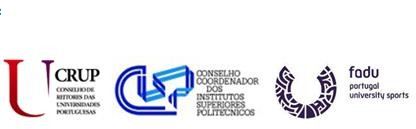 CRUP
CONSELHO DE
REITORES DAS
UNIVERSIDADES
PORTUGUESAS
CONSELHO
COORDENADOR
DOS
INSTITUTOS
SUPERIORES
POLITÉCNICOS
fadu
portugal
university sports